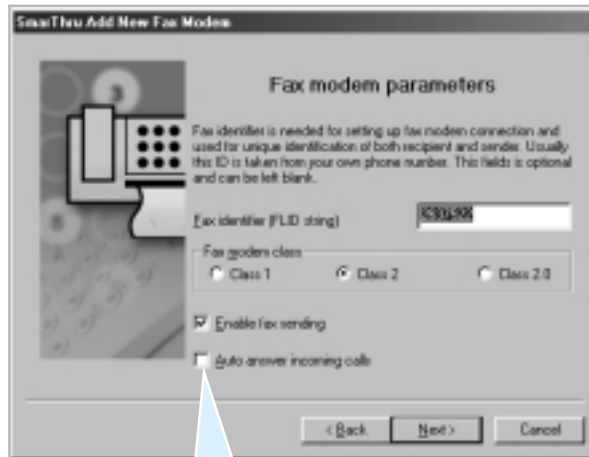 SmarThru Add New Fax Modem
Fax modem parameters
Fax identifier is needed for setting up fax modem connection and
used for unique identification of both recipient and sender. Usually
this ID is taken from your own phone number. This fields is optional
and can be left blank.
Fax identifier (FLID string)
Fax modem class
Class 1
Class 2
Class 2.0
Enable fax sending
Auto answer incoming calls
< Back
Next >
Cancel